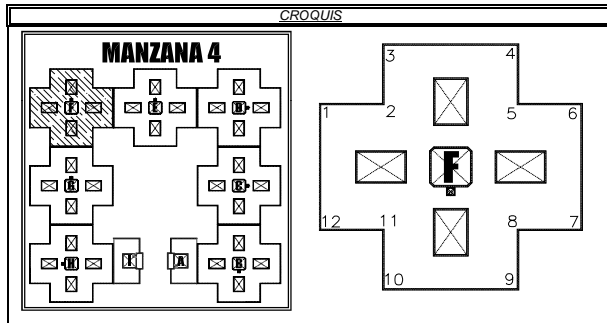 CROQUIS
MANZANA 4
F E D
G C
H I A B
3 4
1 2 5 6
F
12 11 8 7
10 9